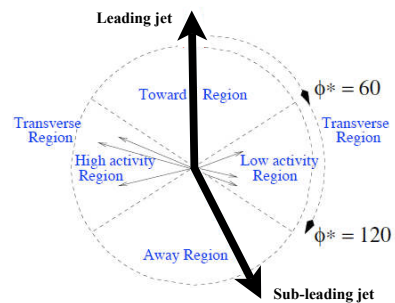 Leading jet
ϕ* = 60
Toward Region
Transverse
Region
Transverse
Region
High activity
Region
Low activity
Region
ϕ* = 120
Away Region
Sub-leading jet